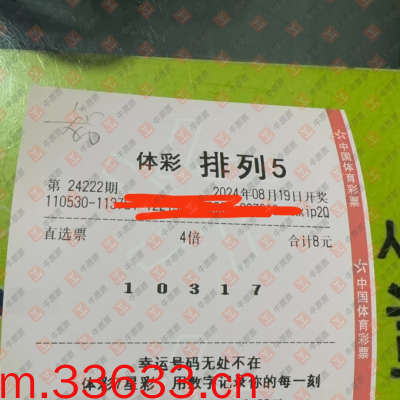 体彩 排列5
第 24222期 2024年08月19日开奖
110530-113
直选票 4倍 合计8元
1 0 3 1 7
幸运号码无处不在
体彩/星彩 用数字记录你的每一刻
中国体育彩票
中国体育彩票
m.33633.cn